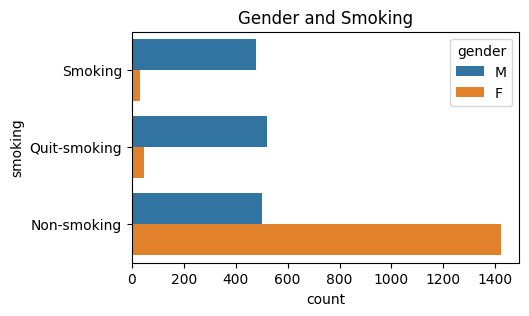 Gender and Smoking
gender
M
F
smoking
Smoking
Quit-smoking
Non-smoking
0 200 400 600 800 1000 1200 1400
count